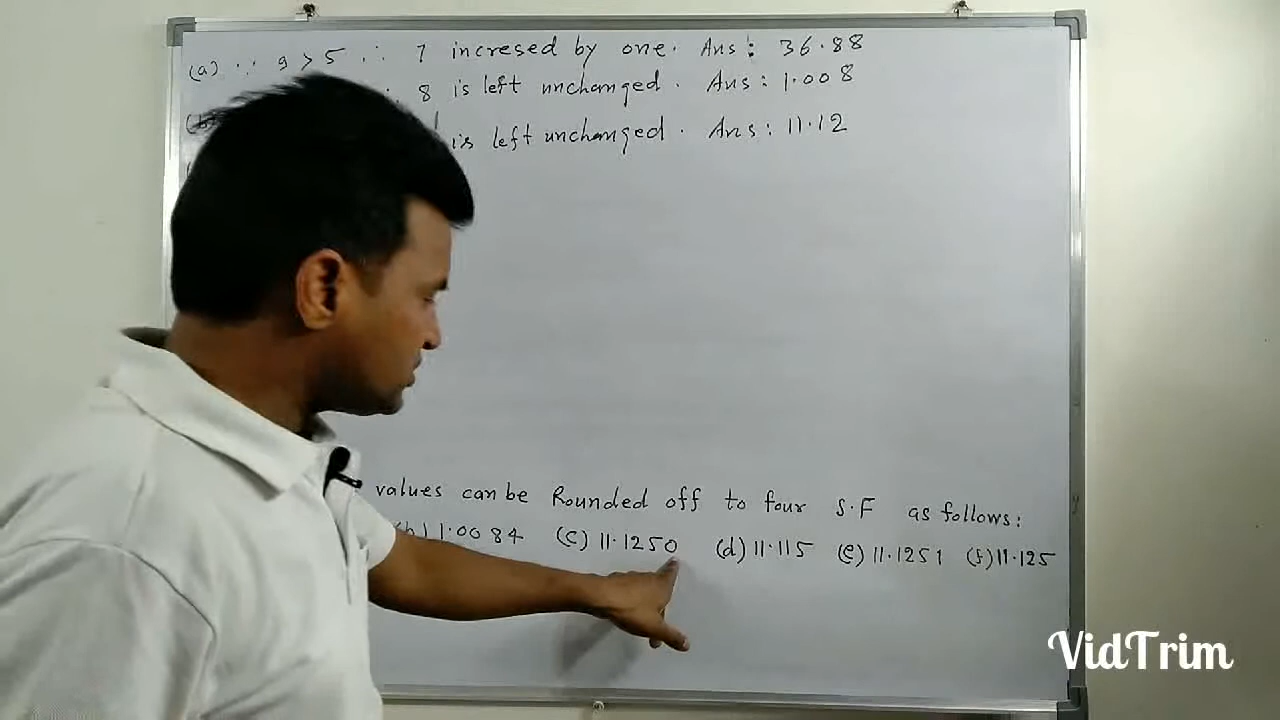 (a) ∵ 9 > 5 ∴ 7 incresed by one. Ans: 36.88
8 is left unchanged. Ans: 1.008
is left unchanged. Ans: 11.12
values can be Rounded off to four S.F as follows:
(b) 1.0084 (c) 11.1250 (d) 11.115 (e) 11.1251 (f) 11.125
VidTrim